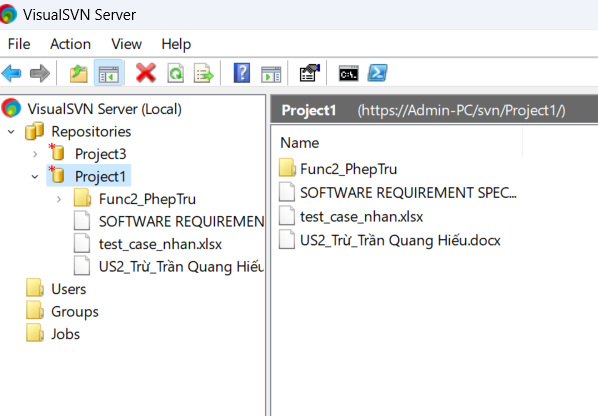 VisualSVN Server
File Action View Help
VisualSVN Server (Local)
Repositories
Project3
Project1
Func2_PhepTru
SOFTWARE REQUIREMEN
test_case_nhan.xlsx
US2_Trừ_Trần Quang Hiếu
Users
Groups
Jobs
Project1 (https://Admin-PC/svn/Project1/)
Name
Func2_PhepTru
SOFTWARE REQUIREMENT SPEC...
test_case_nhan.xlsx
US2_Trừ_Trần Quang Hiếu.docx